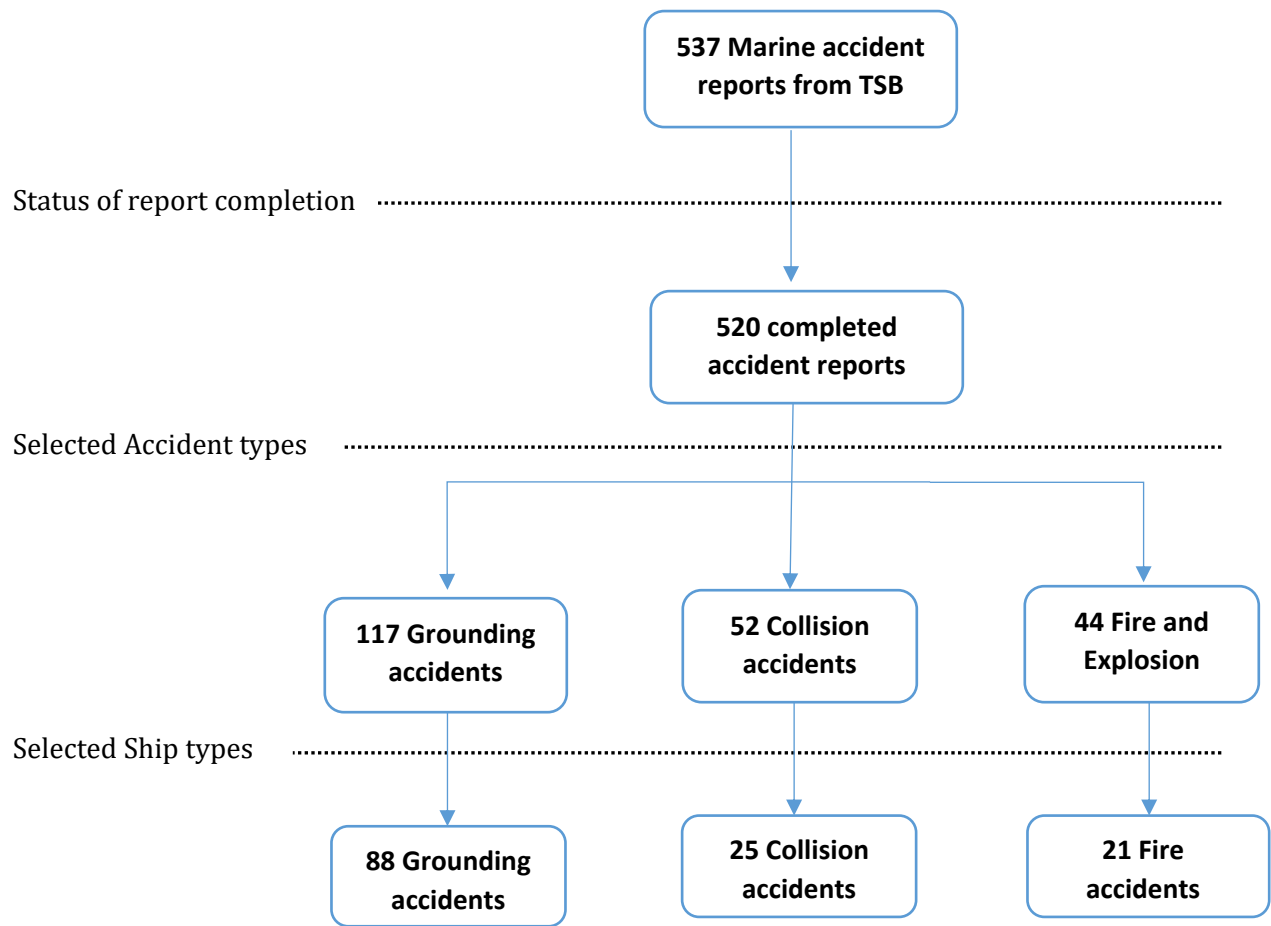 537 Marine accident
reports from TSB
Status of report completion
520 completed
accident reports
Selected Accident types
117 Grounding
accidents
52 Collision
accidents
44 Fire and
Explosion
Selected Ship types
88 Grounding
accidents
25 Collision
accidents
21 Fire
accidents